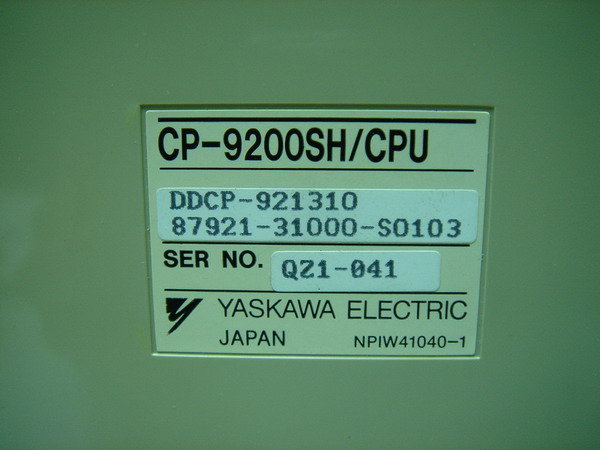 CP-9200SH/CPU
DDCP-921310
87921-31000-S0103
SER NO. QZ1-041
YASKAWA ELECTRIC
JAPAN NPIW41040-1